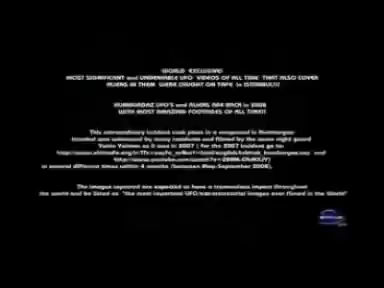 WORLD EXCLUSIVE
MOST SIGNIFICANT and UNDENIABLE UFO VIDEOS OF ALL TIME THAT ALSO COVER
ALIENS IN THEM WERE CAUGHT ON TAPE in ISTANBUL!!!
KUMBURGAZ UFO'S and ALIENS ARE BACK in 2008
WITH MOST AMAZING FOOTAGES OF ALL TIME!!
This extraordinary incident took place in a compound in Kumburgaz
Istanbul and witnessed by many residents and filmed by the same night guard
Yalcin Yalman as it was in 2007 ( for the 2007 incident go to:
and
in several different times within 4 months (between May-September 2008).
The images captured are expected to have a tremendous impact throughout
the world and be listed as "the most important UFO/extraterrestrial images ever filmed in the World"